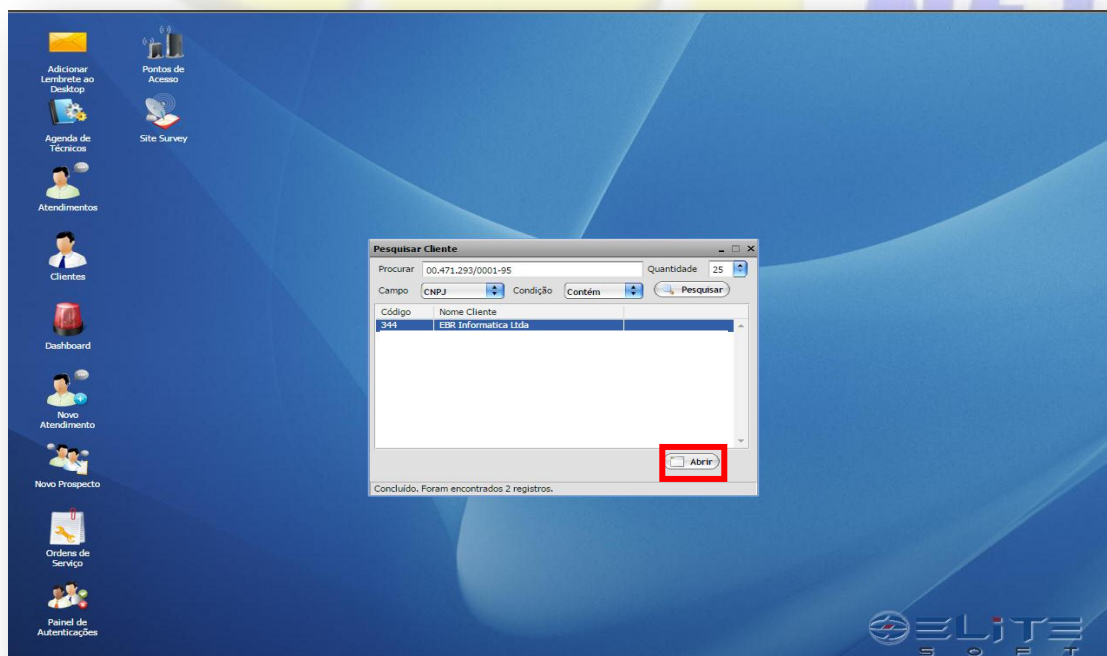 NET
Adicionar
Lembrete ao
Desktop
Pontos de
Acesso
Agenda de
Técnicos
Site Survey
Atendimentos
Clientes
Dashboard
Novo
Atendimento
Novo Prospecto
Ordens de
Serviço
Painel de
Autenticações
Pesquisar Cliente
Procurar 00.471.293/0001-95 Quantidade 25
Campo CNPJ Condição Contém Pesquisar
Código Nome Cliente
344 EBR Informatica Ltda
Abrir
Concluído. Foram encontrados 2 registros.
ELiTE
SOFT